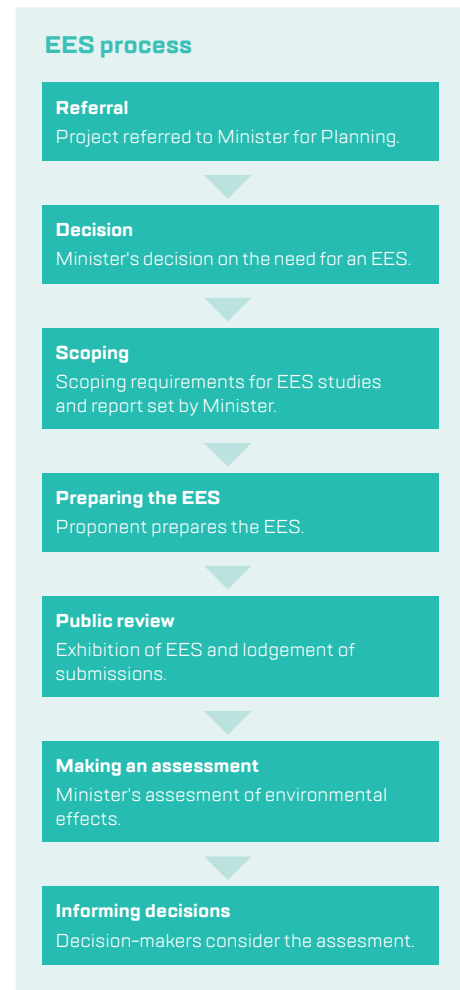 EES process
Referral
Project referred to Minister for Planning.
Decision
Minister's decision on the need for an EES.
Scoping
Scoping requirements for EES studies
and report set by Minister.
Preparing the EES
Proponent prepares the EES.
Public review
Exhibition of EES and lodgement of
submissions.
Making an assessment
Minister's assesment of environmental
effects.
Informing decisions
Decision-makers consider the assesment.